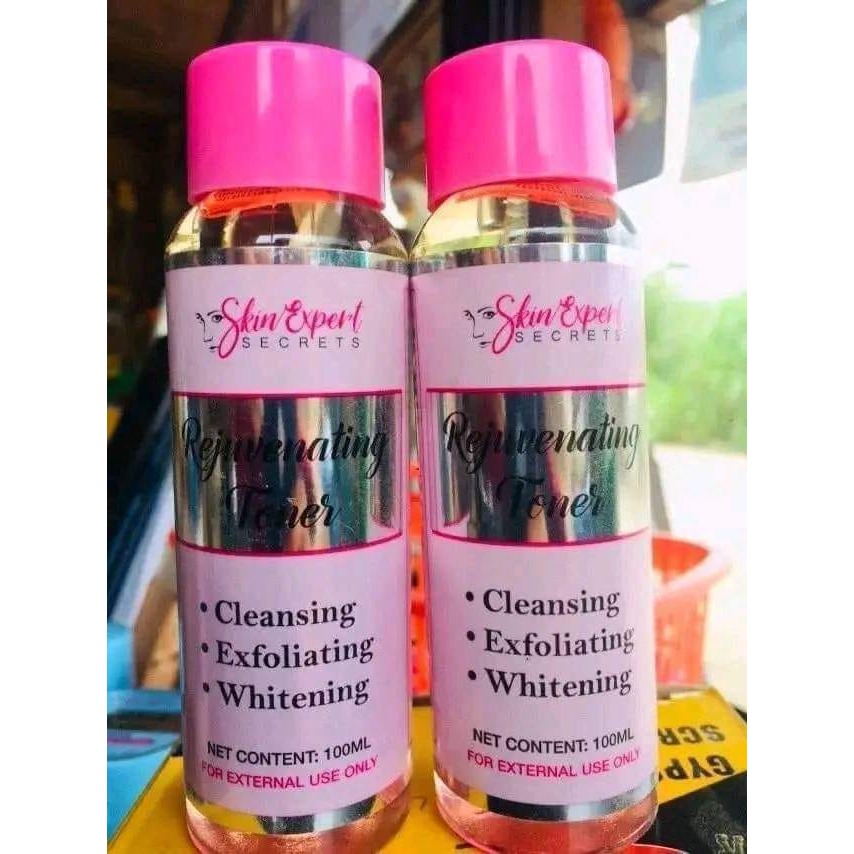 Skin Expert
SECRETS
Rejuvenating
Toner
• Cleansing
• Exfoliating
• Whitening
NET CONTENT: 100ML
FOR EXTERNAL USE ONLY
Skin Expert
SECRETS
Rejuvenating
Toner
• Cleansing
• Exfoliating
• Whitening
NET CONTENT: 100ML
FOR EXTERNAL USE ONLY